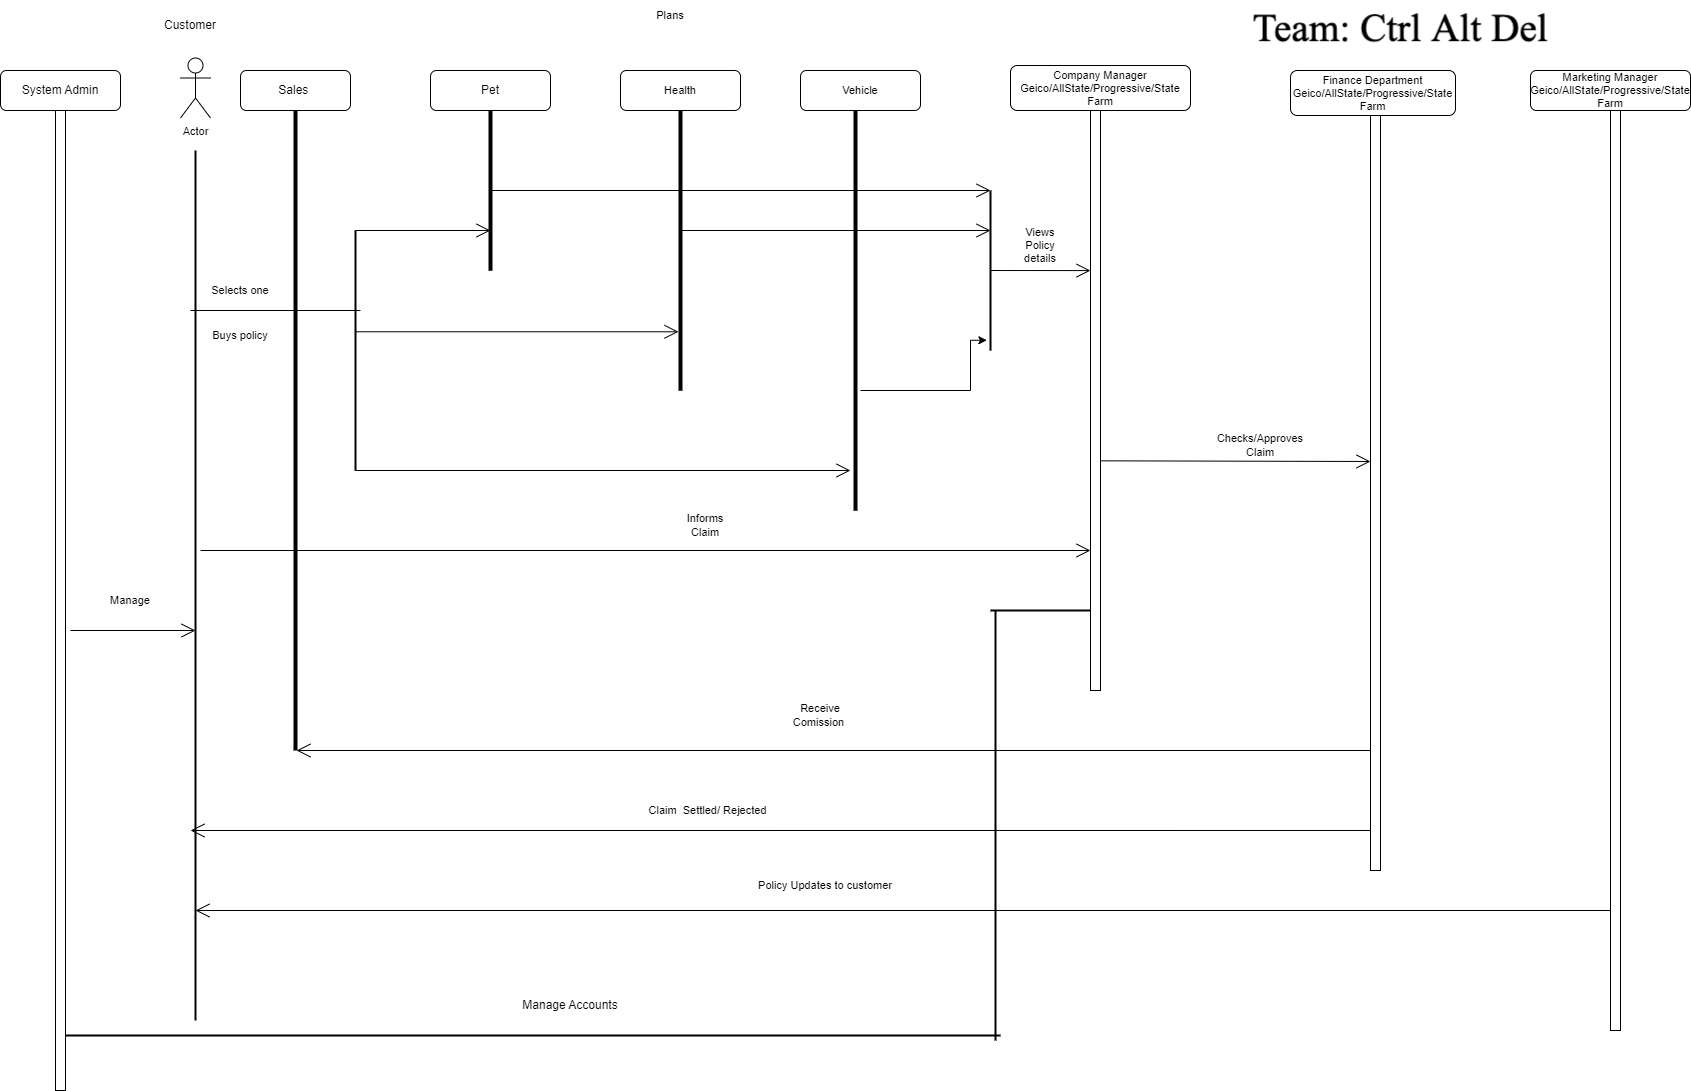 Plans
Team: Ctrl Alt Del
Customer
System Admin
Sales
Pet
Health
Vehicle
Company Manager
Geico/AllState/Progressive/State
Farm
Finance Department
Geico/AllState/Progressive/State
Farm
Marketing Manager
Geico/AllState/Progressive/State
Farm
Actor
Views
Policy
details
Selects one
Buys policy
Checks/Approves
Claim
Informs
Claim
Manage
Receive
Comission
Claim  Settled/ Rejected
Policy Updates to customer
Manage Accounts